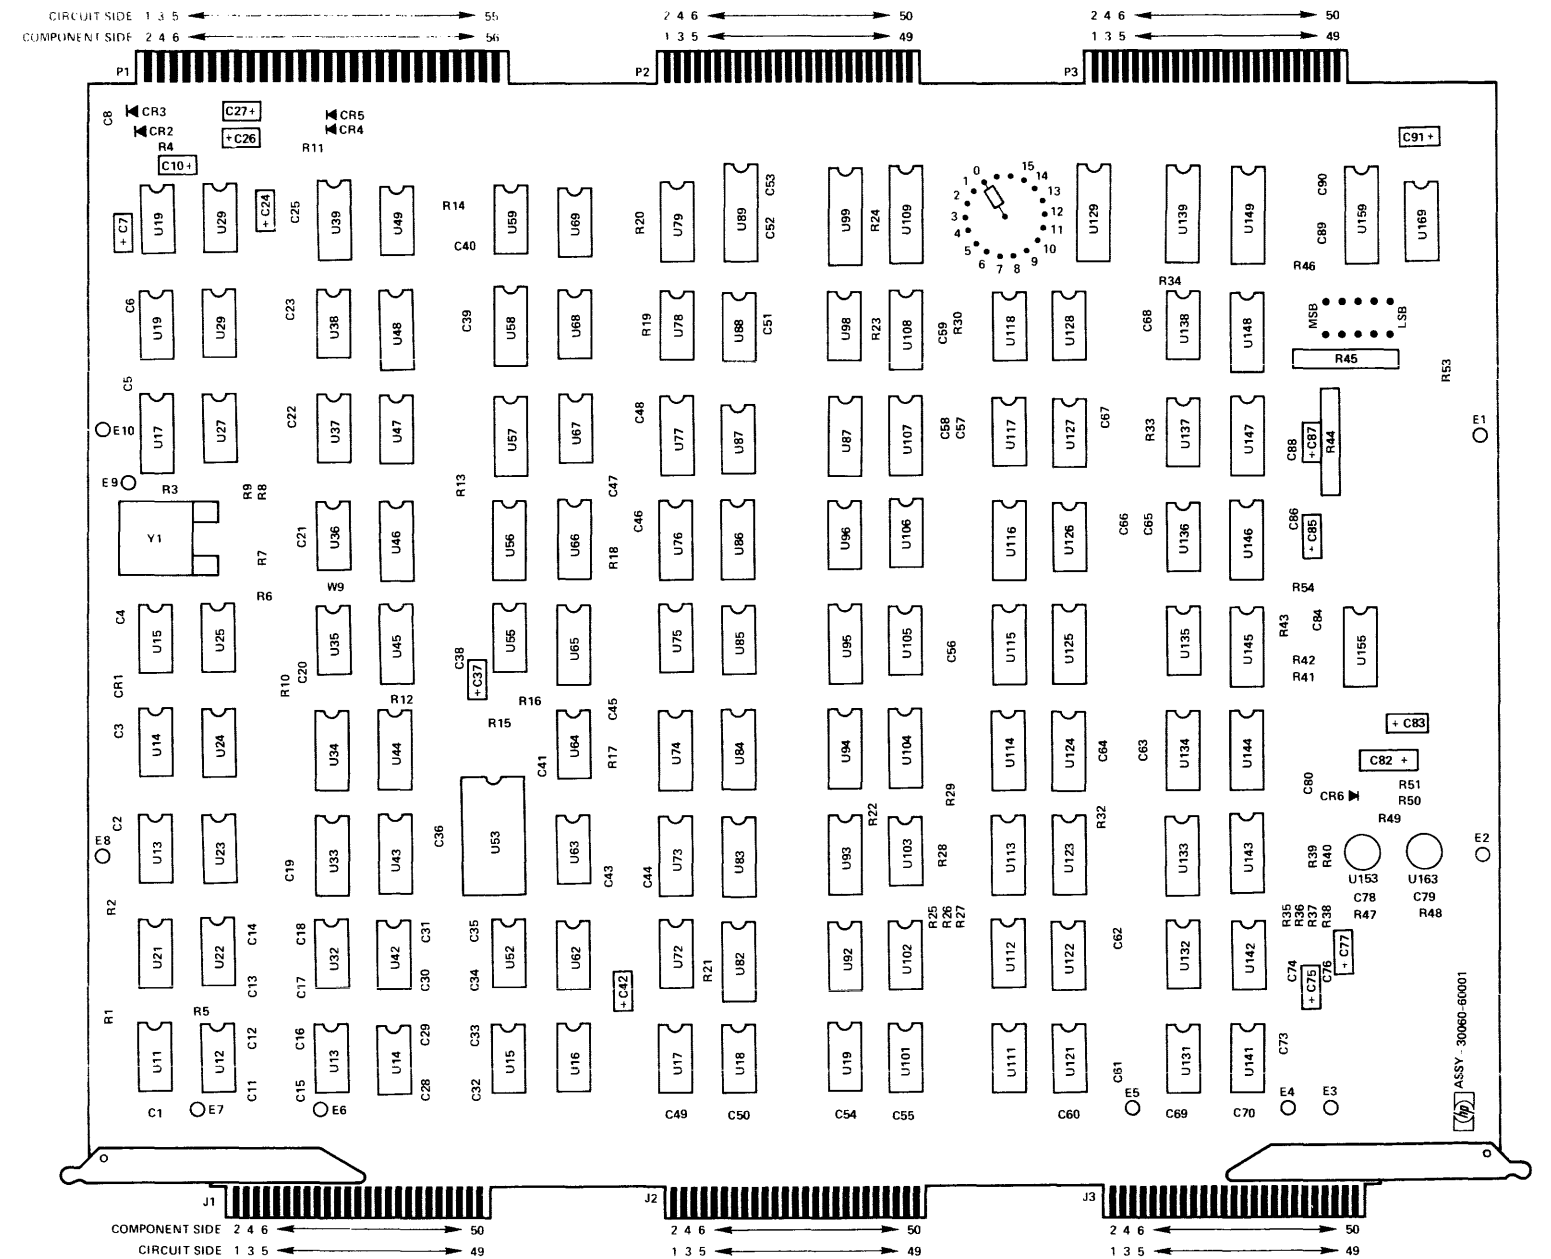 CIRCUIT SIDE 1 3 5 55 2 4 6 50 2 4 6 50
COMPONENT SIDE 2 4 6 56 1 3 5 49 1 3 5 49
P1 P2 P3
C8 CR3 C27+ CR5
CR2 +C26 CR4 C91+
R4 R11
C10+
0 15 14 13 12 11 10 9 8 7 6 5 4 3 2 1
+C7 U19 U29 +C24 C25 U39 U49 R14 C40 U59 U69 R20 U79 U89 C53 C52 U99 R24 U109 U129 U139 U149 C90 C89 U159 U169
R34 R46
C6 U19 U29 C23 U38 U48 C39 U58 U68 R19 U78 U88 C51 U98 R23 U108 C59 R30 U118 U128 C68 U138 U148 MSB LSB
R45 R53
C5 E10 U17 U27 C22 U37 U47 U57 U67 C48 U77 U87 U87 U107 C58 C57 U117 U127 C67 R33 U137 U147 C88 +C87 R44 E1
E9 R3 R9 R8 R13 C47
Y1 R7 C21 U36 U46 U56 U66 R18 C46 U76 U86 U96 U106 U116 U126 C66 C65 U136 U146 C86 +C85
R6 W9 R54
C4 U15 U25 U35 U45 C38 U55 U65 U75 U85 U95 U105 C56 U115 U125 U135 U145 R43 C84 U155
CR1 R10 C20 +C37 R42
R12 R16 R41
C3 U14 U24 U34 U44 R15 C41 U64 C45 R17 U74 U84 U94 U104 U114 U124 C64 C63 U134 U144 +C83
C82 +
C80 R51
CR6 R50
R29 R49
C2 E8 U13 U23 C19 U33 U43 C36 U53 U63 C43 C44 U73 U83 R22 U93 U103 R28 U113 U123 R32 U133 U143 R39 R40 E2
U153 U163
C78 C79
R47 R48
R2 U21 U22 C14 C13 C18 C17 U32 U42 C31 C30 C35 C34 U52 U62 +C42 U72 R21 U82 U92 U102 R25 R26 R27 U112 U122 C62 U132 U142 R35 R36 R37 R38 C74 +C75 C76 +C77
R1 R5
U11 U12 C12 C11 C16 C15 U13 U14 C29 C28 C33 C32 U15 U16 U17 U18 U19 U101 U111 U121 C61 U131 U141 C73
C1 E7 E6 C49 C50 C54 C55 C60 E5 C69 C70 E4 E3
hp ASSY - 30060-60001
J1 J2 J3
COMPONENT SIDE 2 4 6 50 2 4 6 50 2 4 6 50
CIRCUIT SIDE 1 3 5 49 1 3 5 49 1 3 5 49